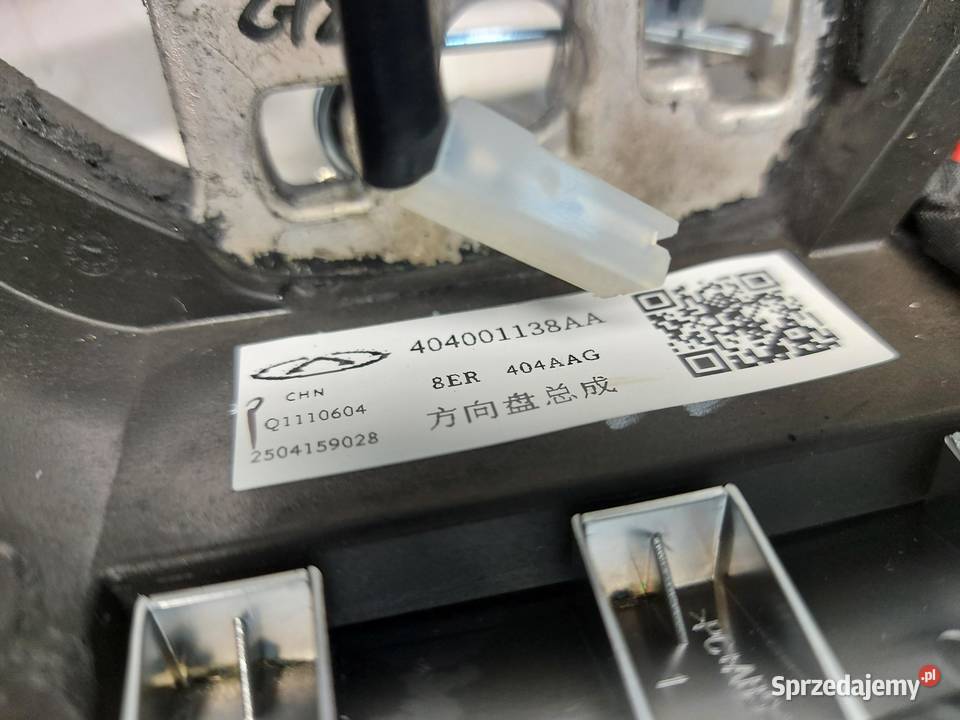 404001138AA
8ER 404AAG
方向盘总成
CHN
Q1110604
2504159028
Sprzedajemy.pl